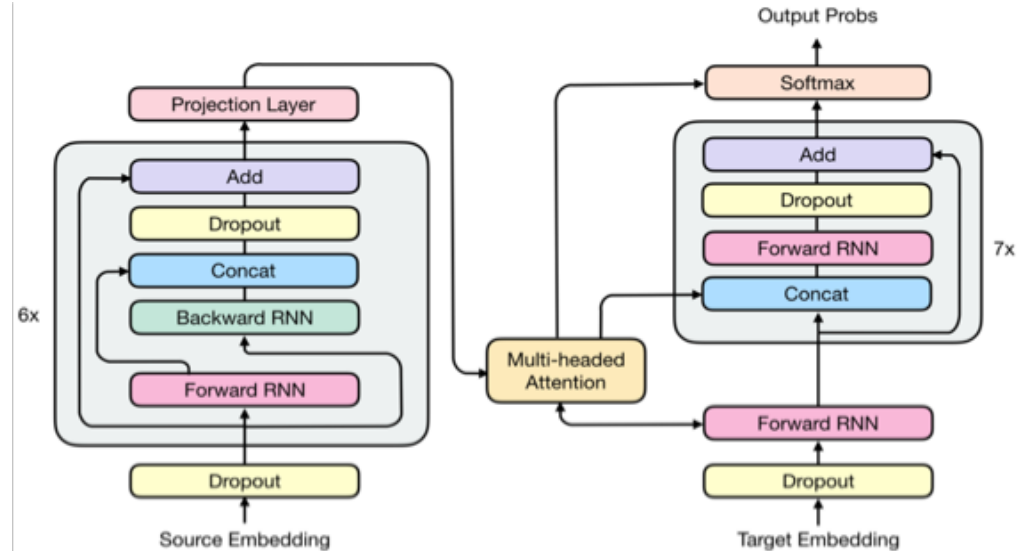 Output Probs
Softmax
Projection Layer
Add
Dropout
Concat
Backward RNN
Forward RNN
6x
Dropout
Source Embedding
Multi-headed
Attention
Add
Dropout
Forward RNN
Concat
7x
Forward RNN
Dropout
Target Embedding